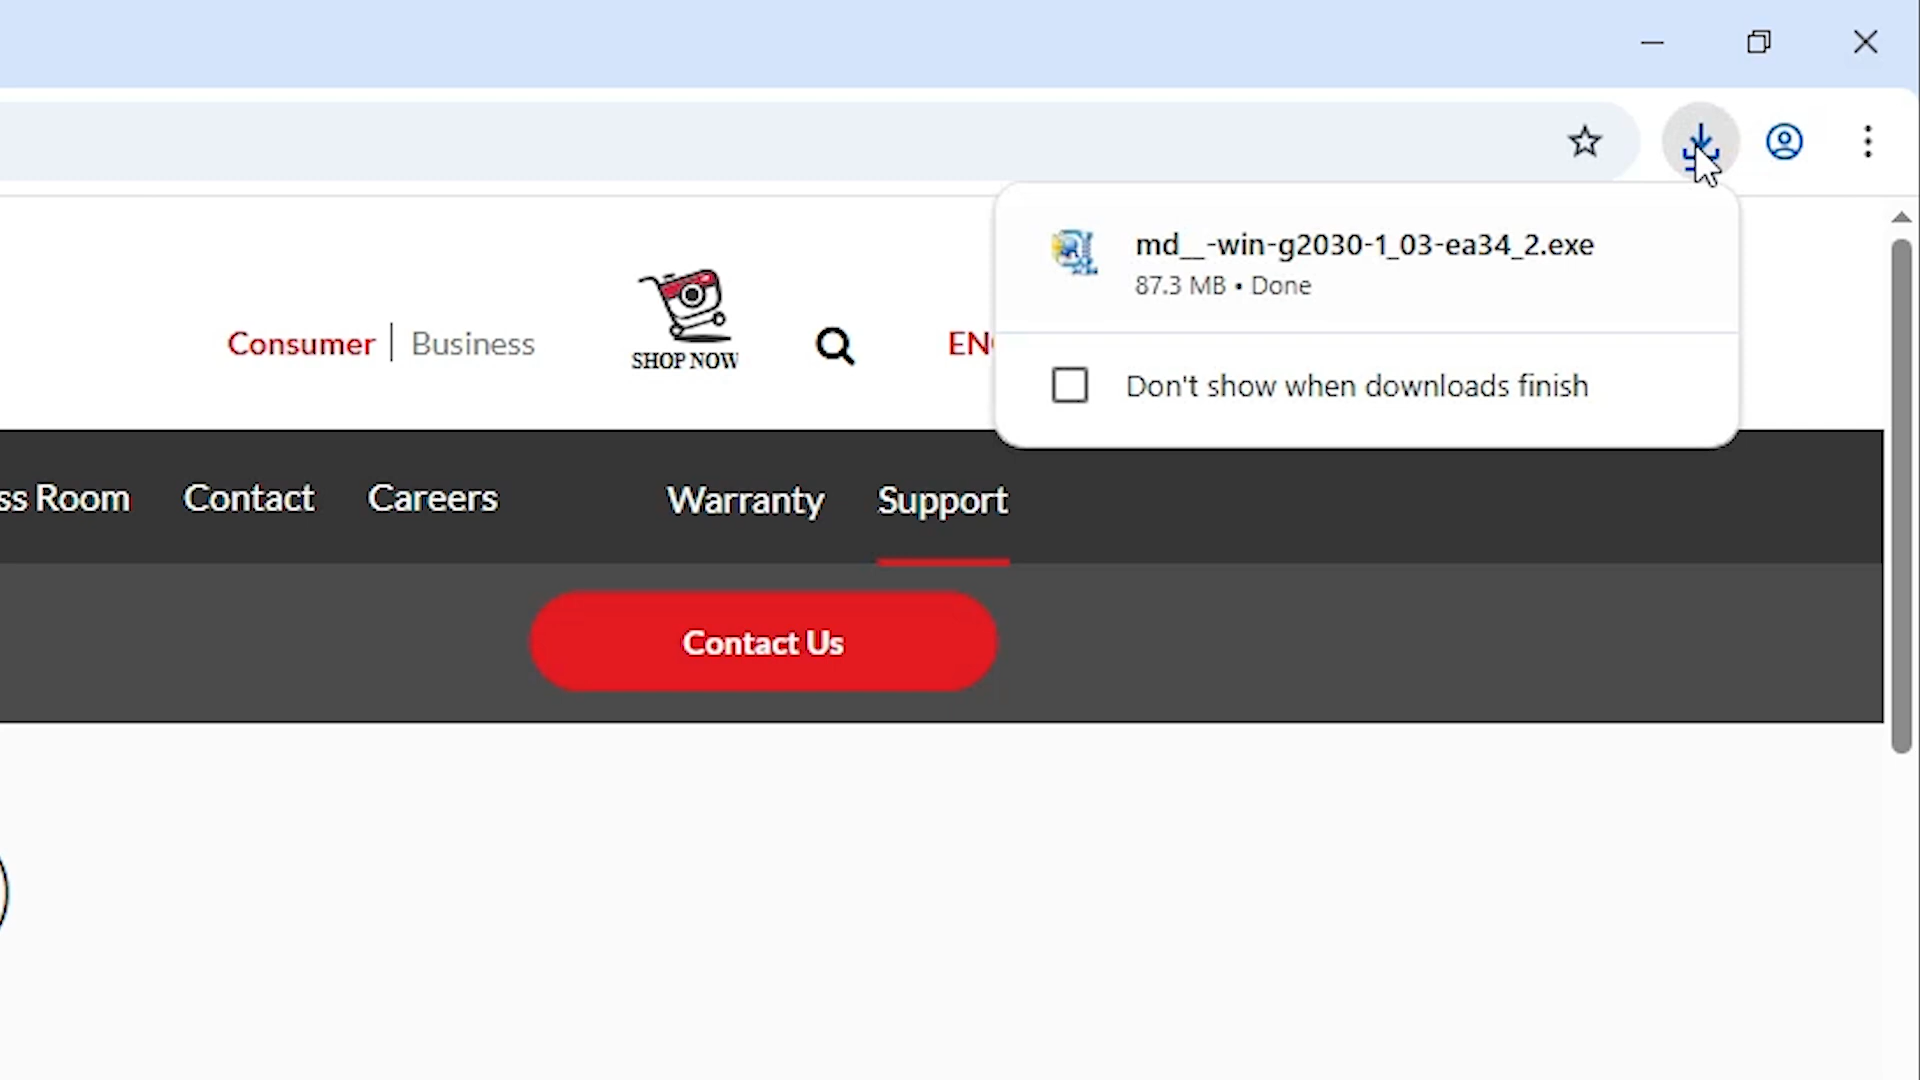 md__-win-g2030-1_03-ea34_2.exe
87.3 MB • Done
Consumer | Business
SHOP NOW
Don't show when downloads finish
ss Room Contact Careers Warranty Support
Contact Us